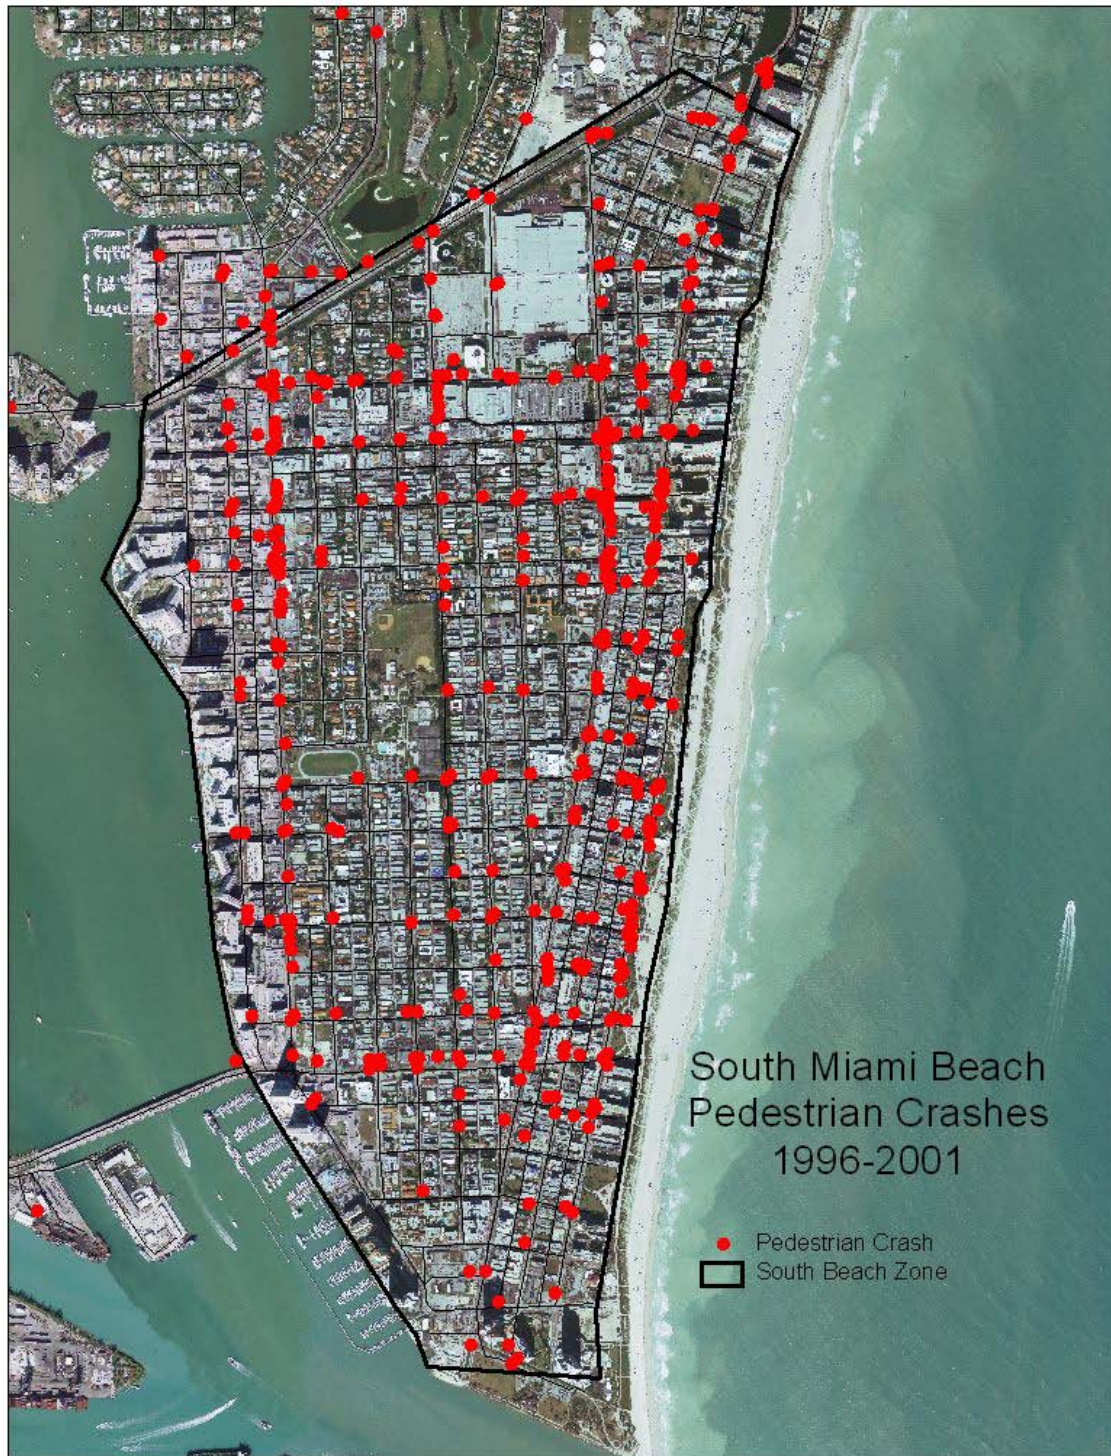 South Miami Beach
Pedestrian Crashes
1996-2001
Pedestrian Crash
South Beach Zone